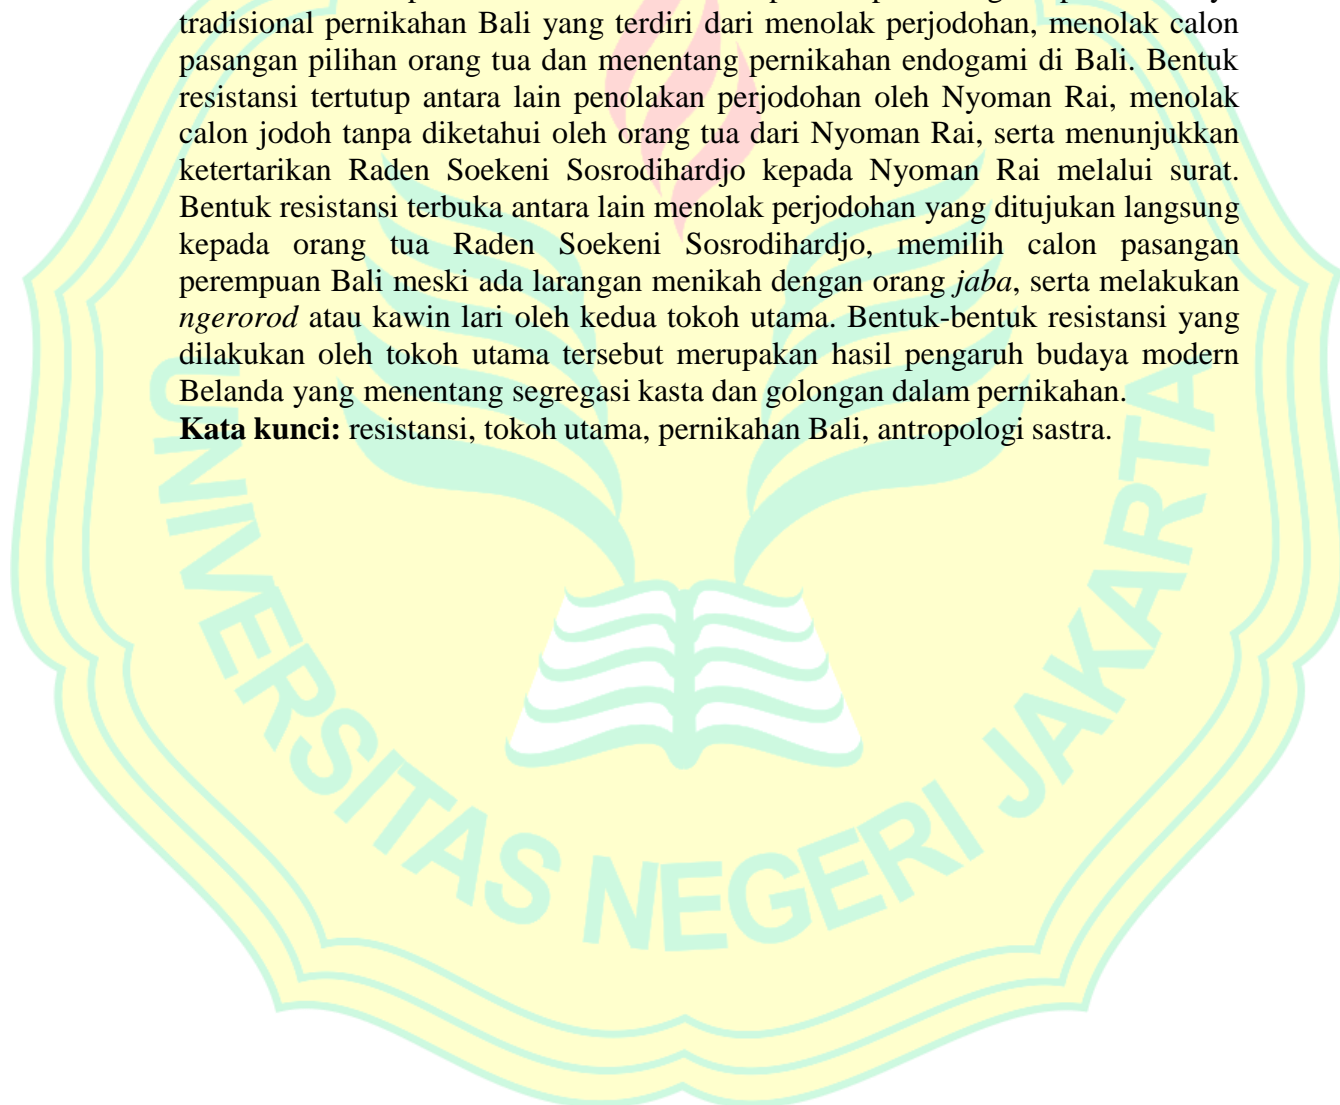 tradisional pernikahan Bali yang terdiri dari menolak perjodohan, menolak calon
pasangan pilihan orang tua dan menentang pernikahan endogami di Bali. Bentuk
resistansi tertutup antara lain penolakan perjodohan oleh Nyoman Rai, menolak
calon jodoh tanpa diketahui oleh orang tua dari Nyoman Rai, serta menunjukkan
ketertarikan Raden Soekeni Sosrodihardjo kepada Nyoman Rai melalui surat.
Bentuk resistansi terbuka antara lain menolak perjodohan yang ditujukan langsung
kepada orang tua Raden Soekeni Sosrodihardjo, memilih calon pasangan
perempuan Bali meski ada larangan menikah dengan orang jaba, serta melakukan
ngerorod atau kawin lari oleh kedua tokoh utama. Bentuk-bentuk resistansi yang
dilakukan oleh tokoh utama tersebut merupakan hasil pengaruh budaya modern
Belanda yang menentang segregasi kasta dan golongan dalam pernikahan.
Kata kunci: resistansi, tokoh utama, pernikahan Bali, antropologi sastra.
UNIVERSITAS NEGERI JAKARTA